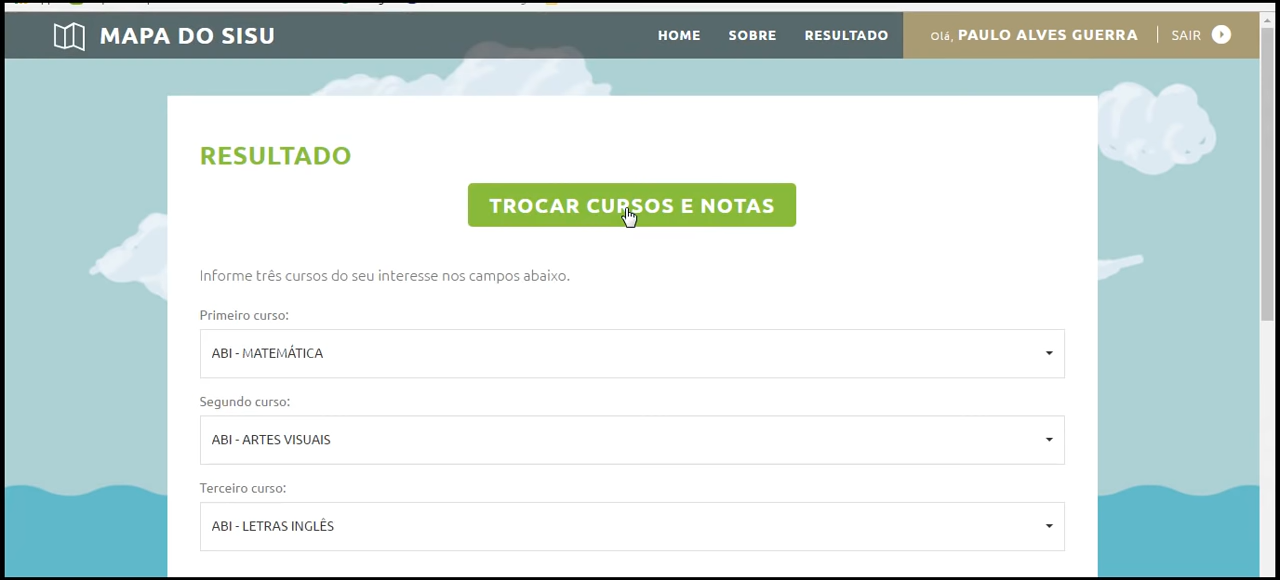 MAPA DO SISU
HOME SOBRE RESULTADO Olá, PAULO ALVES GUERRA SAIR
RESULTADO
TROCAR CURSOS E NOTAS
Informe três cursos do seu interesse nos campos abaixo.
Primeiro curso:
ABI - MATEMÁTICA
Segundo curso:
ABI - ARTES VISUAIS
Terceiro curso:
ABI - LETRAS INGLÊS